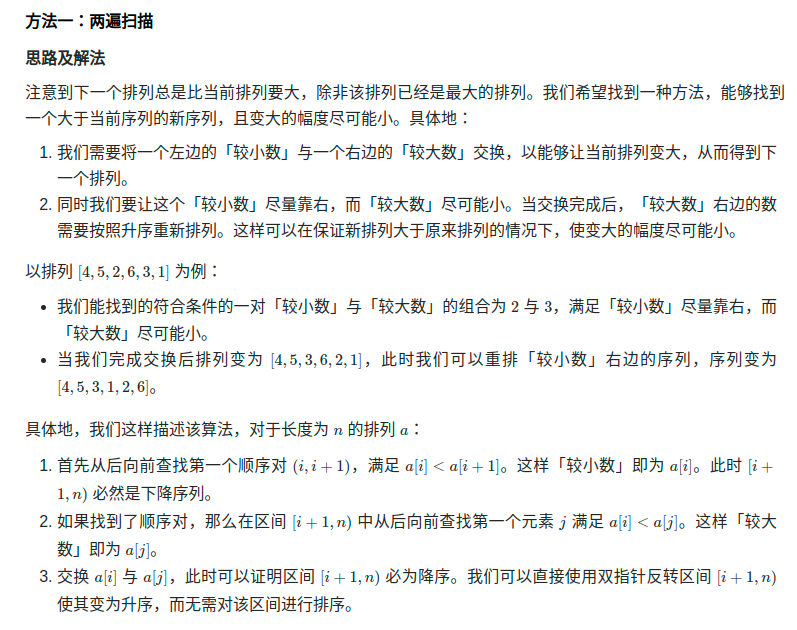 方法一：两遍扫描
思路及解法
注意到下一个排列总是比当前排列要大，除非该排列已经是最大的排列。我们希望找到一种方法，能够找到
一个大于当前序列的新序列，且变大的幅度尽可能小。具体地：
1. 我们需要将一个左边的「较小数」与一个右边的「较大数」交换，以能够让当前排列变大，从而得到下
一个排列。
2. 同时我们要让这个「较小数」尽量靠右，而「较大数」尽可能小。当交换完成后，「较大数」右边的数
需要按照升序重新排列。这样可以在保证新排列大于原来排列的情况下，使变大的幅度尽可能小。
以排列 [4, 5, 2, 6, 3, 1] 为例：
• 我们能找到的符合条件的一对「较小数」与「较大数」的组合为 2 与 3，满足「较小数」尽量靠右，而
「较大数」尽可能小。
• 当我们完成交换后排列变为 [4, 5, 3, 6, 2, 1]，此时我们可以重排「较小数」右边的序列，序列变为
[4, 5, 3, 1, 2, 6]。
具体地，我们这样描述该算法，对于长度为 n 的排列 a：
1. 首先从后向前查找第一个顺序对 (i, i + 1)，满足 a[i] < a[i + 1]。这样「较小数」即为 a[i]。此时 [i +
1, n) 必然是下降序列。
2. 如果找到了顺序对，那么在区间 [i + 1, n) 中从后向前查找第一个元素 j 满足 a[i] < a[j]。这样「较大
数」即为 a[j]。
3. 交换 a[i] 与 a[j]，此时可以证明区间 [i + 1, n) 必为降序。我们可以直接使用双指针反转区间 [i + 1, n)
使其变为升序，而无需对该区间进行排序。